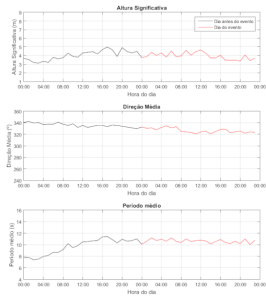 Altura Significativa
Altura Significativa (m)
9
8
7
6
5
4
3
2
1
Dia antes do evento
Dia do evento
00:00 04:00 08:00 12:00 16:00 20:00 00:00 04:00 08:00 12:00 16:00 20:00 00:00
Hora do dia
Direção Média
Direção Média (°)
360
340
320
300
280
260
240
00:00 04:00 08:00 12:00 16:00 20:00 00:00 04:00 08:00 12:00 16:00 20:00 00:00
Hora do dia
Período médio
Período médio (s)
16
14
12
10
8
6
4
00:00 04:00 08:00 12:00 16:00 20:00 00:00 04:00 08:00 12:00 16:00 20:00 00:00
Hora do dia